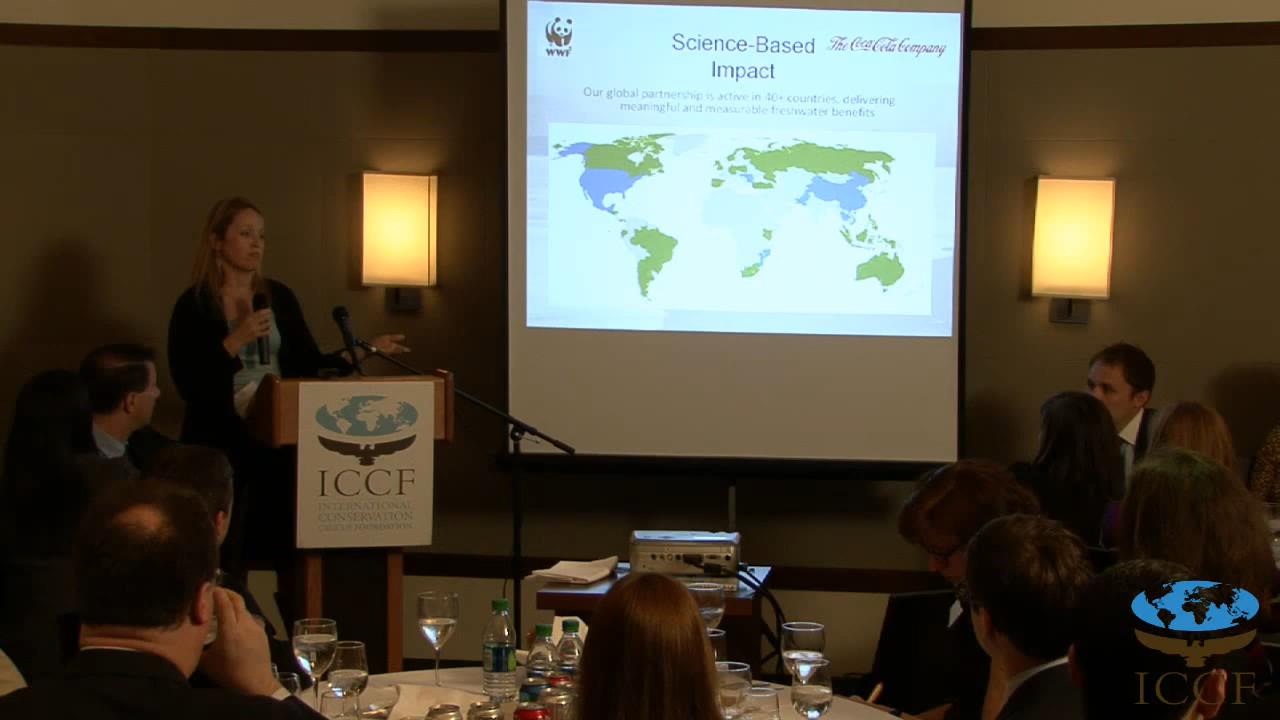 WWF
Science-Based
Impact
The Coca-Cola Company
Our global partnership is active in 40+ countries, delivering
meaningful and measurable freshwater benefits
ICCF
INTERNATIONAL
CONSERVATION
CAUCUS FOUNDATION
ICCF